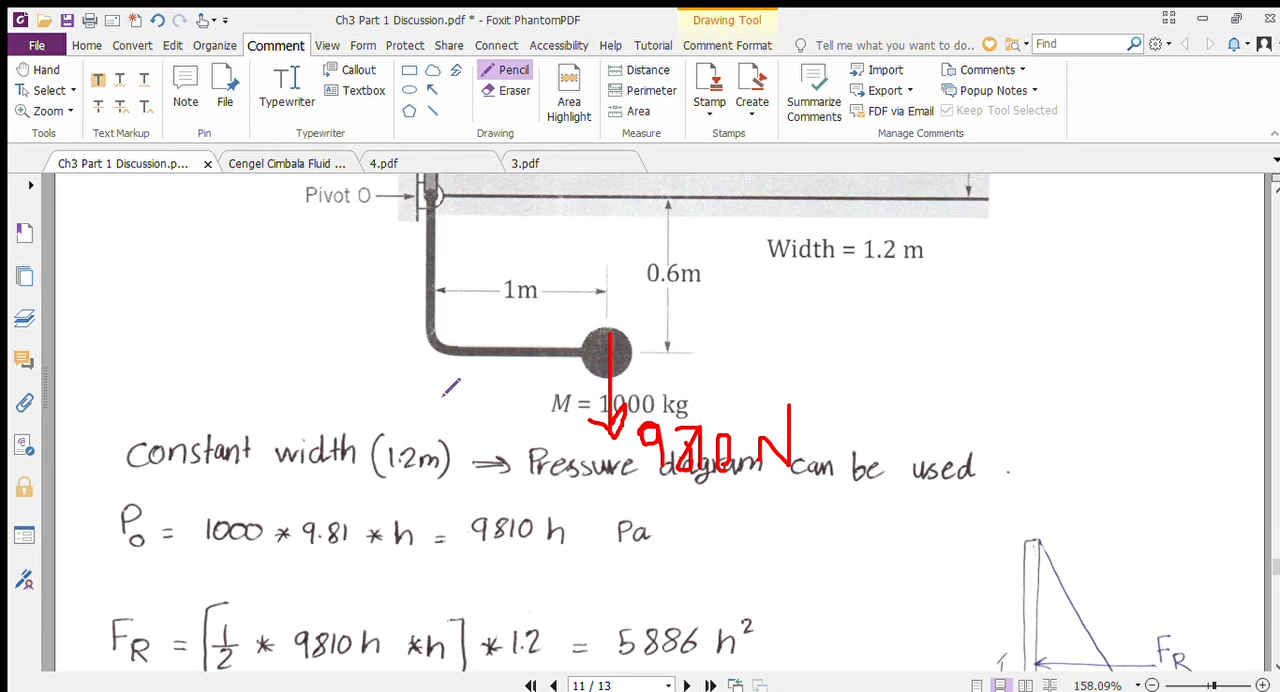 Ch3 Part 1 Discussion.pdf * - Foxit PhantomPDF
Drawing Tool
File Home Convert Edit Organize Comment View Form Protect Share Connect Accessibility Help Tutorial Comment Format Tell me what you want to do.. Find
Hand
Select
Zoom
Tools
Text Markup
Note
File
Pin
Typewriter
Callout
Textbox
Typewriter
Pencil
Eraser
Drawing
Area Highlight
Distance
Perimeter
Area
Measure
Stamp
Create
Stamps
Summarize Comments
Import
Export
FDF via Email
Comments
Popup Notes
Keep Tool Selected
Manage Comments
Ch3 Part 1 Discussion.p... x
Cengel Cimbala Fluid ...
4.pdf
3.pdf
Pivot O
Width = 1.2 m
0.6m
1m
M = 1000 kg
9810 N
Constant width (1.2m) ⇒ Pressure diagram can be used .
P₀ = 1000 * 9.81 * h = 9810 h Pa
F_R = [1/2 * 9810 h * h] * 1.2 = 5886 h²
F_R
11 / 13
158.09%